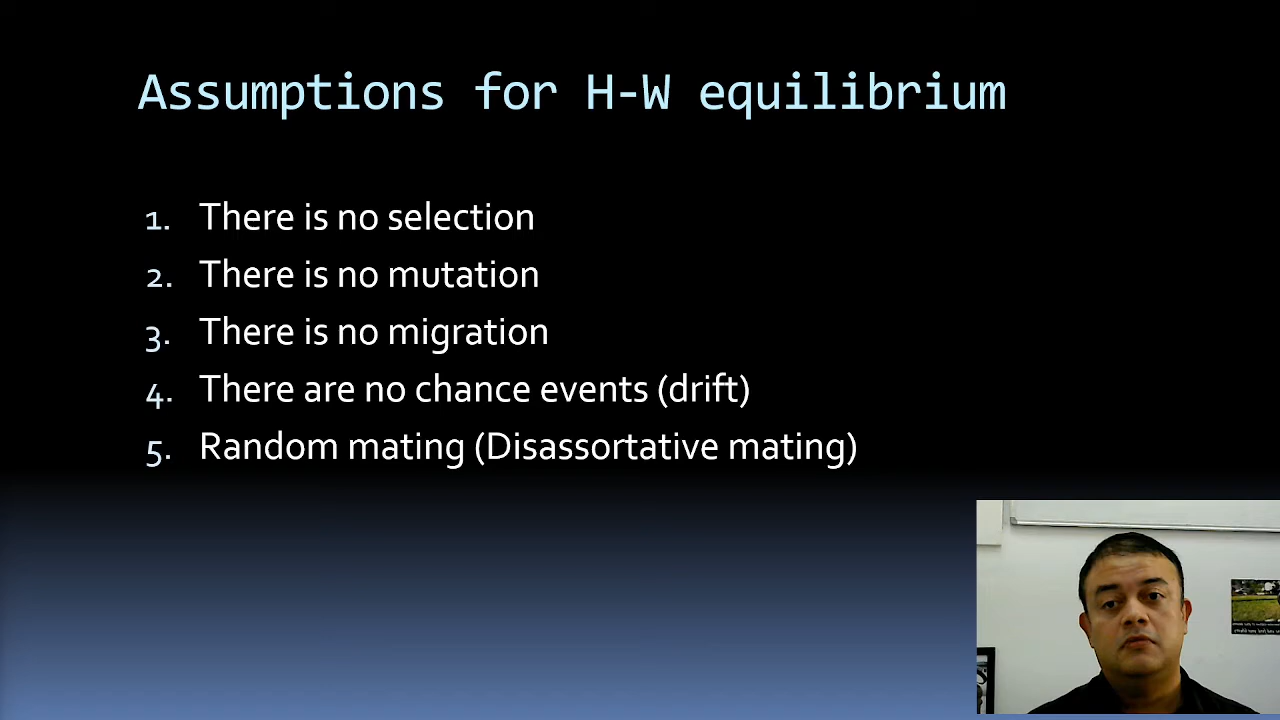 Assumptions for H-W equilibrium
1. There is no selection
2. There is no mutation
3. There is no migration
4. There are no chance events (drift)
5. Random mating (Disassortative mating)